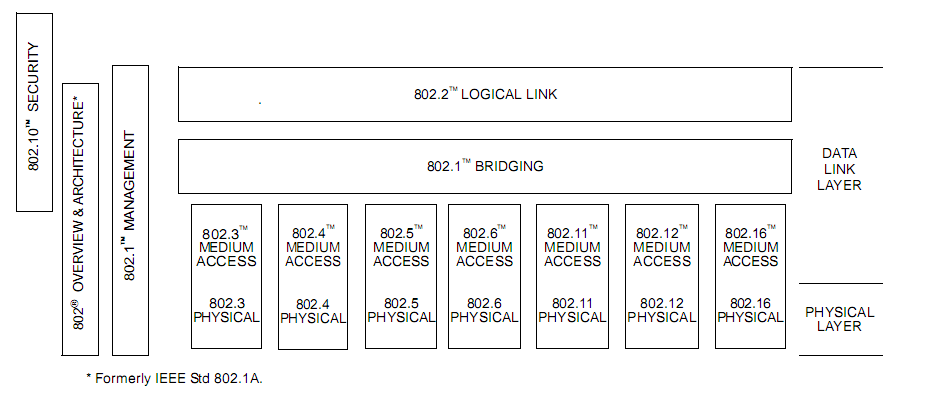 802.10™ SECURITY
802® OVERVIEW & ARCHITECTURE*
802.1™ MANAGEMENT
802.2™ LOGICAL LINK
802.1™ BRIDGING
DATA
LINK
LAYER
802.3™
MEDIUM
ACCESS
802.3
PHYSICAL
802.4™
MEDIUM
ACCESS
802.4
PHYSICAL
802.5™
MEDIUM
ACCESS
802.5
PHYSICAL
802.6™
MEDIUM
ACCESS
802.6
PHYSICAL
802.11™
MEDIUM
ACCESS
802.11
PHYSICAL
802.12™
MEDIUM
ACCESS
802.12
PHYSICAL
802.16™
MEDIUM
ACCESS
802.16
PHYSICAL
PHYSICAL
LAYER
* Formerly IEEE Std 802.1A.